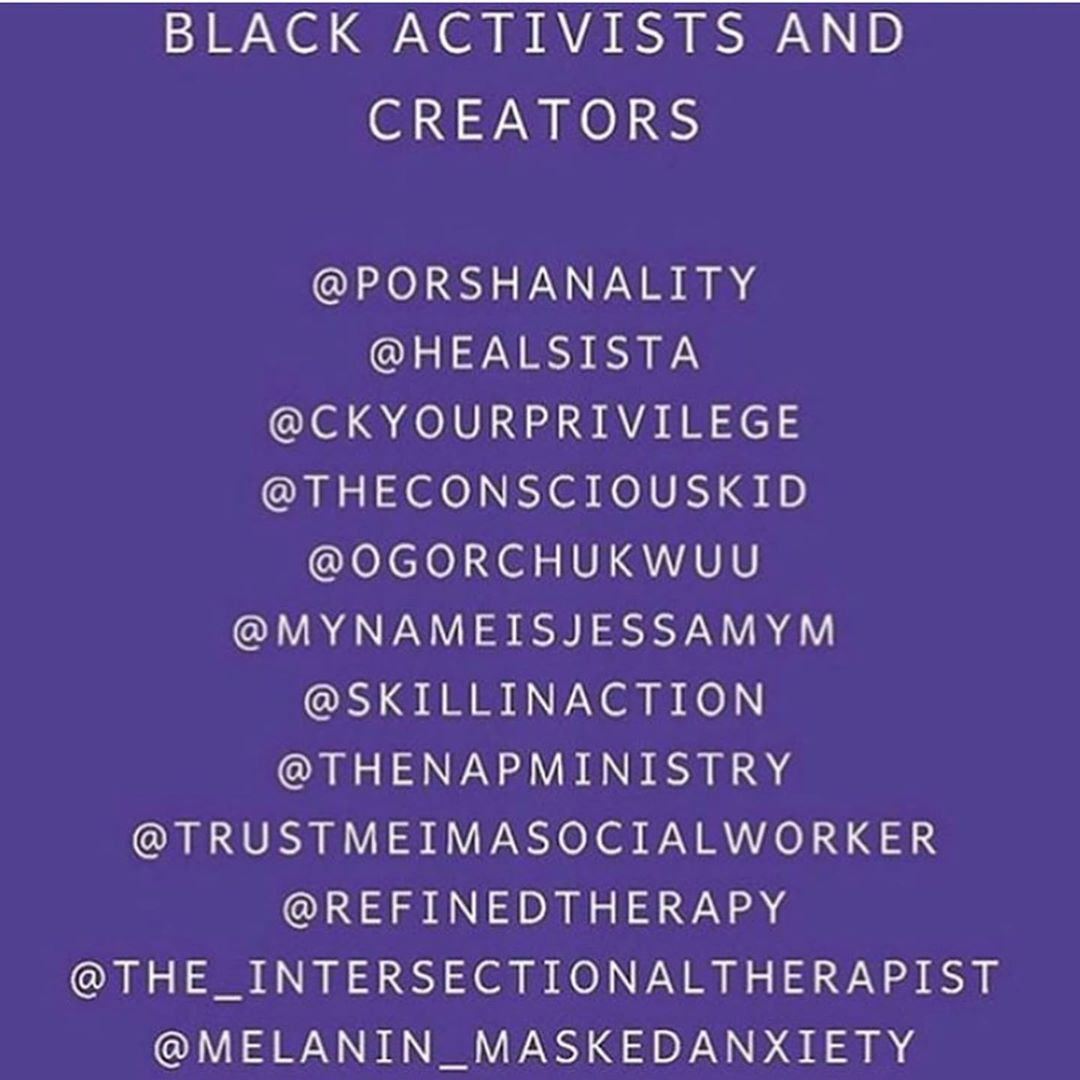 BLACK ACTIVISTS AND
CREATORS
@PORSHANALITY
@HEALSISTA
@CKYOURPRIVILEGE
@THECONSCIOUSKID
@OGORCHUKWUU
@MYNAMEISJESSAMYM
@SKILLINACTION
@THENAPMINISTRY
@TRUSTMEIMASOCIALWORKER
@REFINEDTHERAPY
@THE_INTERSECTIONALTHERAPIST
@MELANIN_MASKEDANXIETY